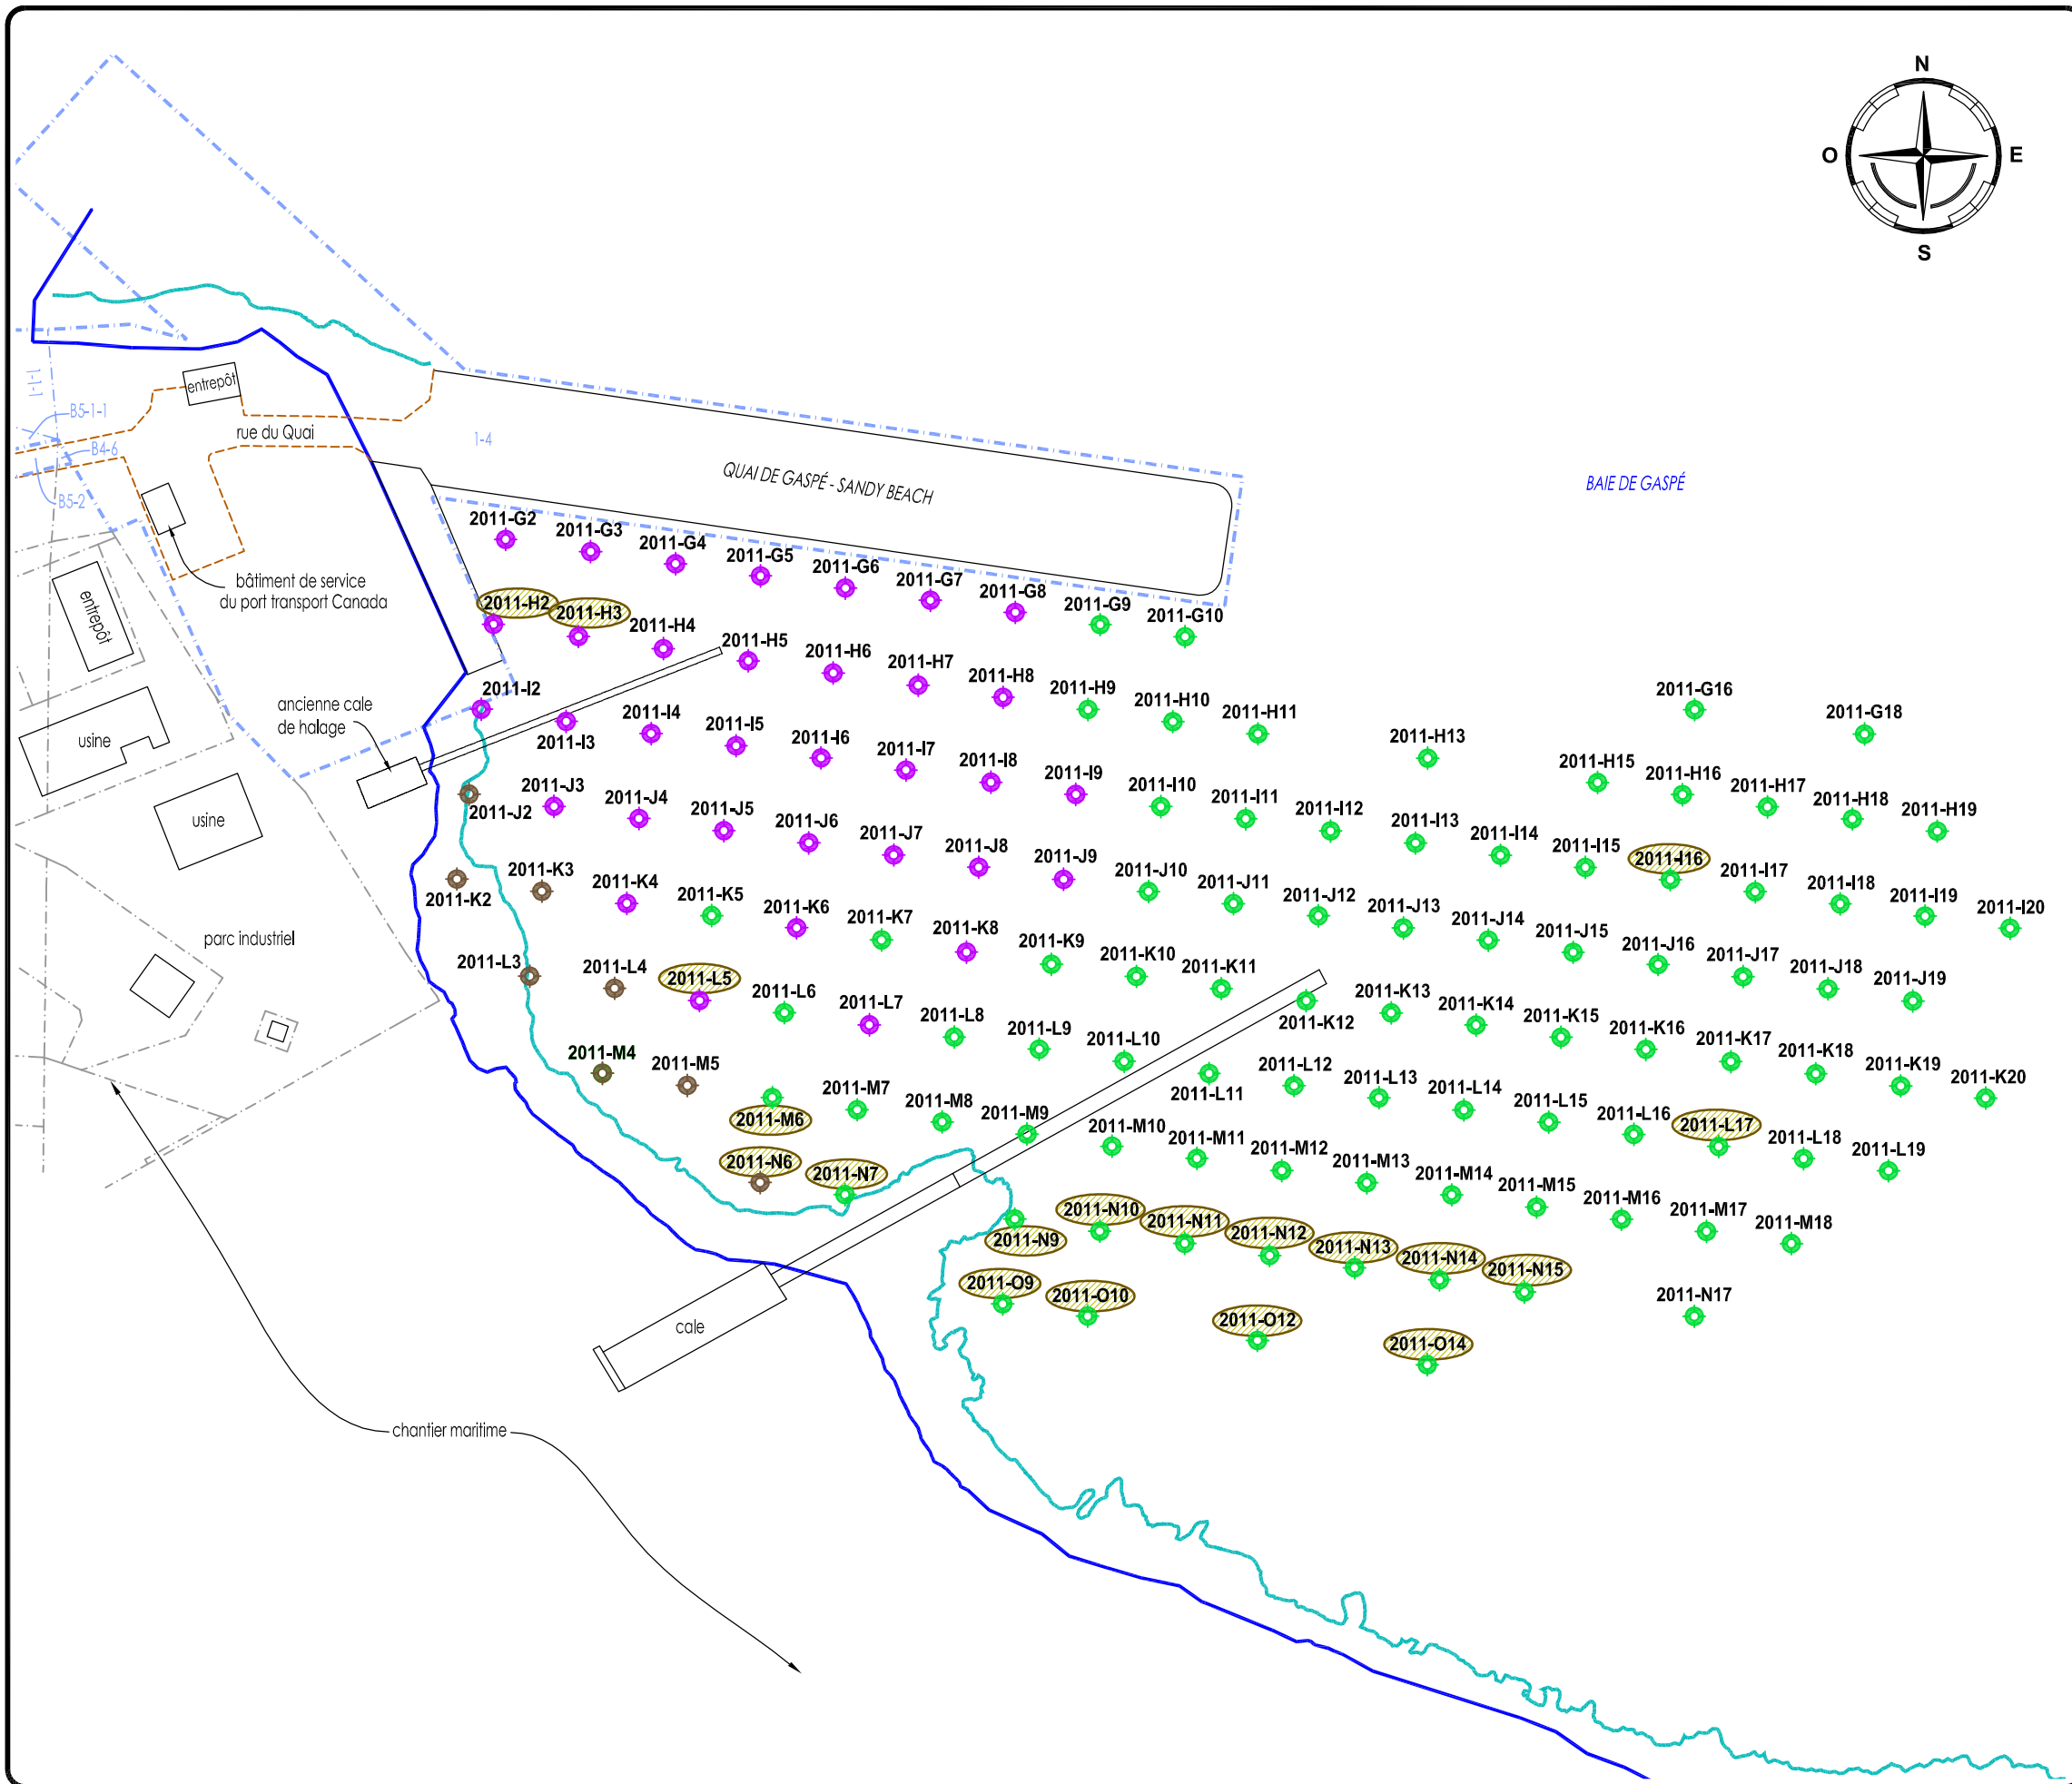 N
O
E
S
entrepôt
1-1-1
B5-1-1
rue du Quai
B4-6
1-4
B5-2
QUAI DE GASPÉ - SANDY BEACH
BAIE DE GASPÉ
bâtiment de service
du port transport Canada
entrepôt
2011-G2
2011-G3
2011-G4
2011-G5
2011-G6
2011-G7
2011-G8
2011-G9
2011-G10
2011-G16
2011-G18
2011-H2
2011-H3
2011-H4
2011-H5
2011-H6
2011-H7
2011-H8
2011-H9
2011-H10
2011-H11
2011-H13
2011-H15
2011-H16
2011-H17
2011-H18
2011-H19
ancienne cale
de halage
usine
usine
2011-I2
2011-I3
2011-I4
2011-I5
2011-I6
2011-I7
2011-I8
2011-I9
2011-I10
2011-I11
2011-I12
2011-I13
2011-I14
2011-I15
2011-I16
2011-I17
2011-I18
2011-I19
2011-I20
2011-J2
2011-J3
2011-J4
2011-J5
2011-J6
2011-J7
2011-J8
2011-J9
2011-J10
2011-J11
2011-J12
2011-J13
2011-J14
2011-J15
2011-J16
2011-J17
2011-J18
2011-J19
parc industriel
2011-K2
2011-K3
2011-K4
2011-K5
2011-K6
2011-K7
2011-K8
2011-K9
2011-K10
2011-K11
2011-K12
2011-K13
2011-K14
2011-K15
2011-K16
2011-K17
2011-K18
2011-K19
2011-K20
2011-L3
2011-L4
2011-L5
2011-L6
2011-L7
2011-L8
2011-L9
2011-L10
2011-L11
2011-L12
2011-L13
2011-L14
2011-L15
2011-L16
2011-L17
2011-L18
2011-L19
2011-M4
2011-M5
2011-M6
2011-M7
2011-M8
2011-M9
2011-M10
2011-M11
2011-M12
2011-M13
2011-M14
2011-M15
2011-M16
2011-M17
2011-M18
2011-N6
2011-N7
2011-N9
2011-N10
2011-N11
2011-N12
2011-N13
2011-N14
2011-N15
2011-N17
2011-O9
2011-O10
2011-O12
2011-O14
cale
chantier maritime